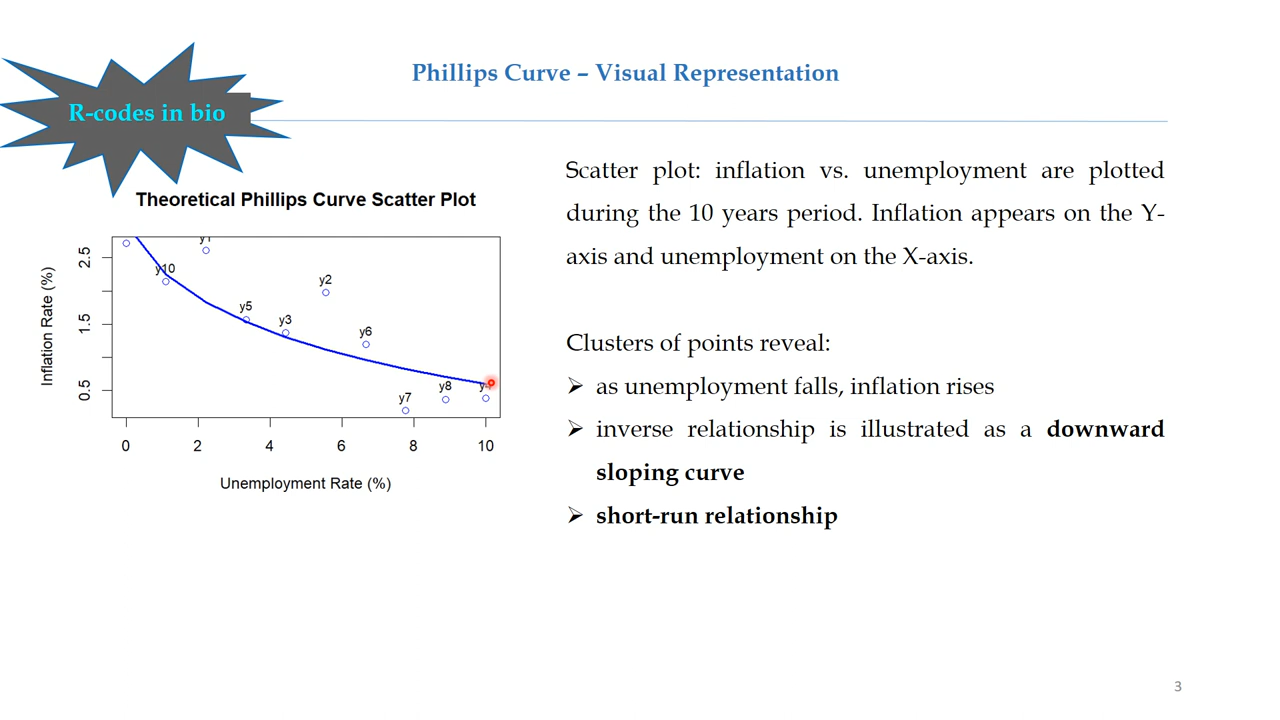 Phillips Curve – Visual Representation
R-codes in bio
Theoretical Phillips Curve Scatter Plot
Inflation Rate (%)
2.5
1.5
0.5
y10
y1
y5
y3
y2
y6
y7
y8
0 2 4 6 8 10
Unemployment Rate (%)
Scatter plot: inflation vs. unemployment are plotted
during the 10 years period. Inflation appears on the Y-
axis and unemployment on the X-axis.
Clusters of points reveal:
➢ as unemployment falls, inflation rises
➢ inverse relationship is illustrated as a downward
sloping curve
➢ short-run relationship
3